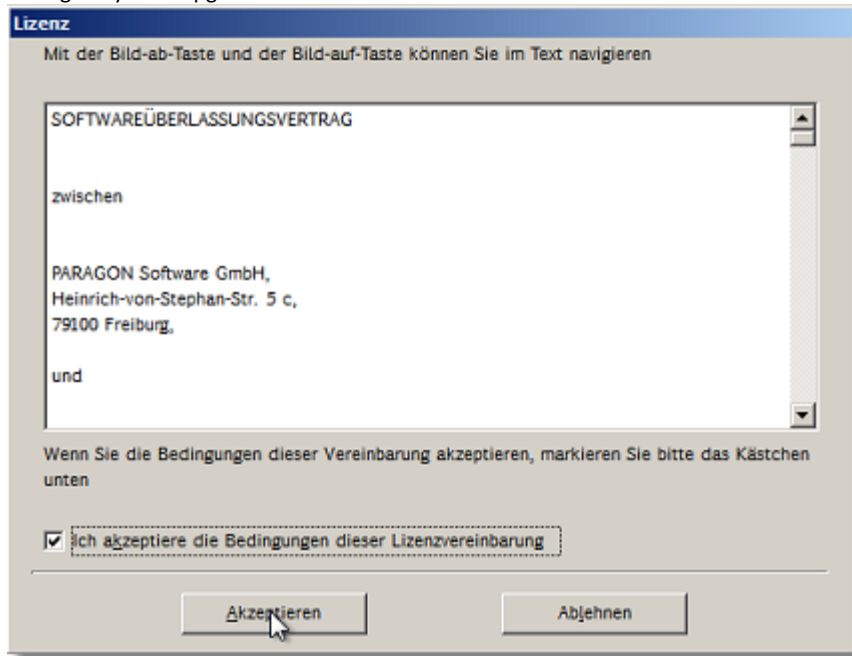 Lizenz
Mit der Bild-ab-Taste und der Bild-auf-Taste können Sie im Text navigieren
SOFTWAREÜBERLASSUNGSVERTRAG
zwischen
PARAGON Software GmbH,
Heinrich-von-Stephan-Str. 5 c,
79100 Freiburg,
und
Wenn Sie die Bedingungen dieser Vereinbarung akzeptieren, markieren Sie bitte das Kästchen
unten
Ich akzeptiere die Bedingungen dieser Lizenzvereinbarung
Akzeptieren
Ablehnen